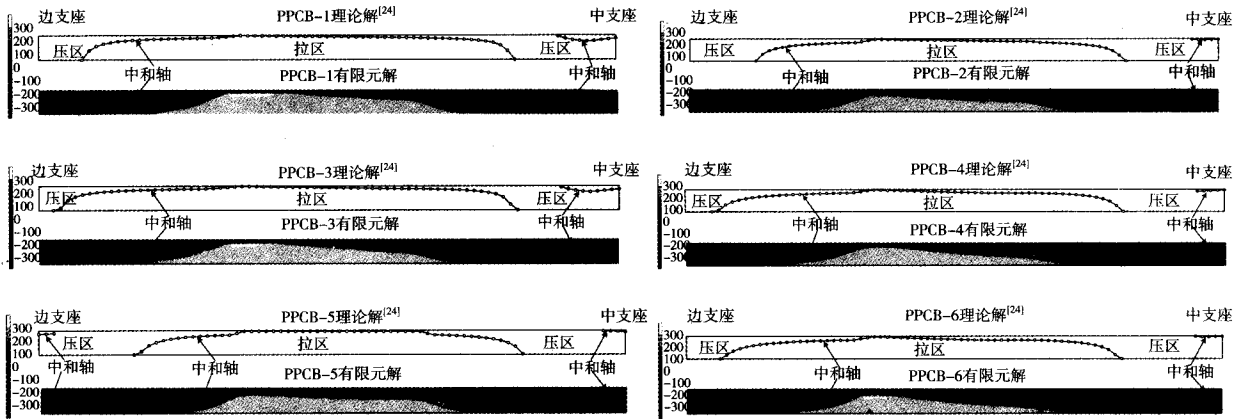 边支座 PPCB-1理论解[24] 中支座
300
200
100
0
-100
-200
-300
压区 拉区 压区
中和轴 PPCB-1有限元解 中和轴
边支座 PPCB-2理论解[24] 中支座
300
200
100
0
-100
-200
-300
压区 拉区 压区
中和轴 PPCB-2有限元解 中和轴
边支座 PPCB-3理论解[24] 中支座
300
200
100
0
-100
-200
-300
压区 拉区 压区
中和轴 PPCB-3有限元解 中和轴
边支座 PPCB-4理论解[24] 中支座
300
200
100
0
-100
-200
-300
压区 拉区 压区
中和轴 PPCB-4有限元解 中和轴
边支座 PPCB-5理论解[24] 中支座
300
200
100
0
-100
-200
-300
压区 拉区 压区
中和轴 中和轴 PPCB-5有限元解 中和轴
边支座 PPCB-6理论解[24] 中支座
300
200
100
0
-100
-200
-300
压区 拉区 压区
中和轴 PPCB-6有限元解 中和轴